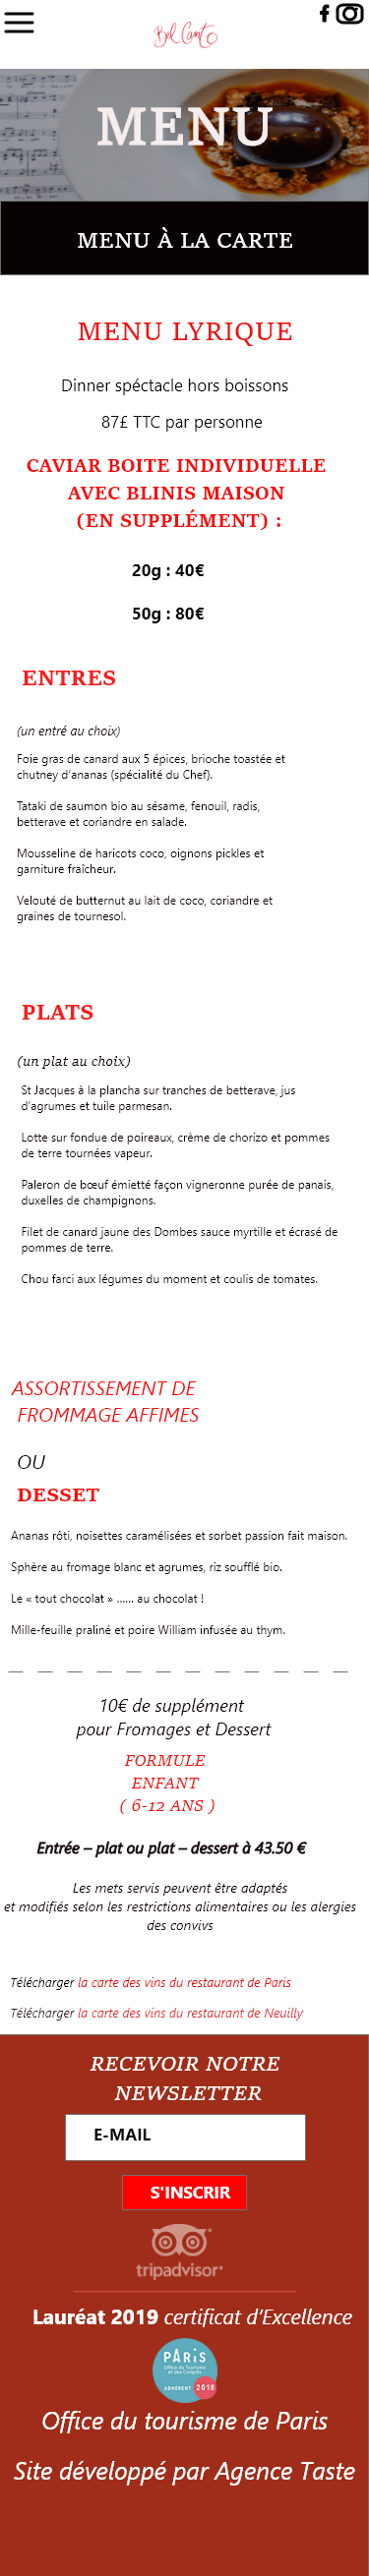 Bel Canto
MENU
MENU À LA CARTE
MENU LYRIQUE
Dinner spéctacle hors boissons
87£ TTC par personne
CAVIAR BOITE INDIVIDUELLE
AVEC BLINIS MAISON
(EN SUPPLÉMENT) :
20g : 40€
50g : 80€
ENTRES
(un entré au choix)
Foie gras de canard aux 5 épices, brioche toastée et
chutney d'ananas (spécialité du Chef).
Tataki de saumon bio au sésame, fenouil, radis,
betterave et coriandre en salade.
Mousseline de haricots coco, oignons pickles et
garniture fraîcheur.
Velouté de butternut au lait de coco, coriandre et
graines de tournesol.
PLATS
(un plat au choix)
St Jacques à la plancha sur tranches de betterave, jus
d'agrumes et tuile parmesan.
Lotte sur fondue de poireaux, crème de chorizo et pommes
de terre tournées vapeur.
Paleron de bœuf émietté façon vigneronne purée de panais,
duxelles de champignons.
Filet de canard jaune des Dombes sauce myrtille et écrasé de
pommes de terre.
Chou farci aux légumes du moment et coulis de tomates.
ASSORTISSEMENT DE
FROMMAGE AFFIMES
OU
DESSET
Ananas rôti, noisettes caramélisées et sorbet passion fait maison.
Sphère au fromage blanc et agrumes, riz soufflé bio.
Le « tout chocolat » ...... au chocolat !
Mille-feuille praliné et poire William infusée au thym.
10€ de supplément
pour Fromages et Dessert
FORMULE
ENFANT
( 6-12 ANS )
Entrée – plat ou plat – dessert à 43.50 €
Les mets servis peuvent être adaptés
et modifiés selon les restrictions alimentaires ou les alergies
des convivs
Télécharger la carte des vins du restaurant de Paris
Télécharger la carte des vins du restaurant de Neuilly
RECEVOIR NOTRE
NEWSLETTER
E-MAIL
S'INSCRIR
tripadvisor
Lauréat 2019 certificat d'Excellence
PARIS
Office du Tourisme
et des Congrès
ADHÉRENT 2018
Office du tourisme de Paris
Site développé par Agence Taste